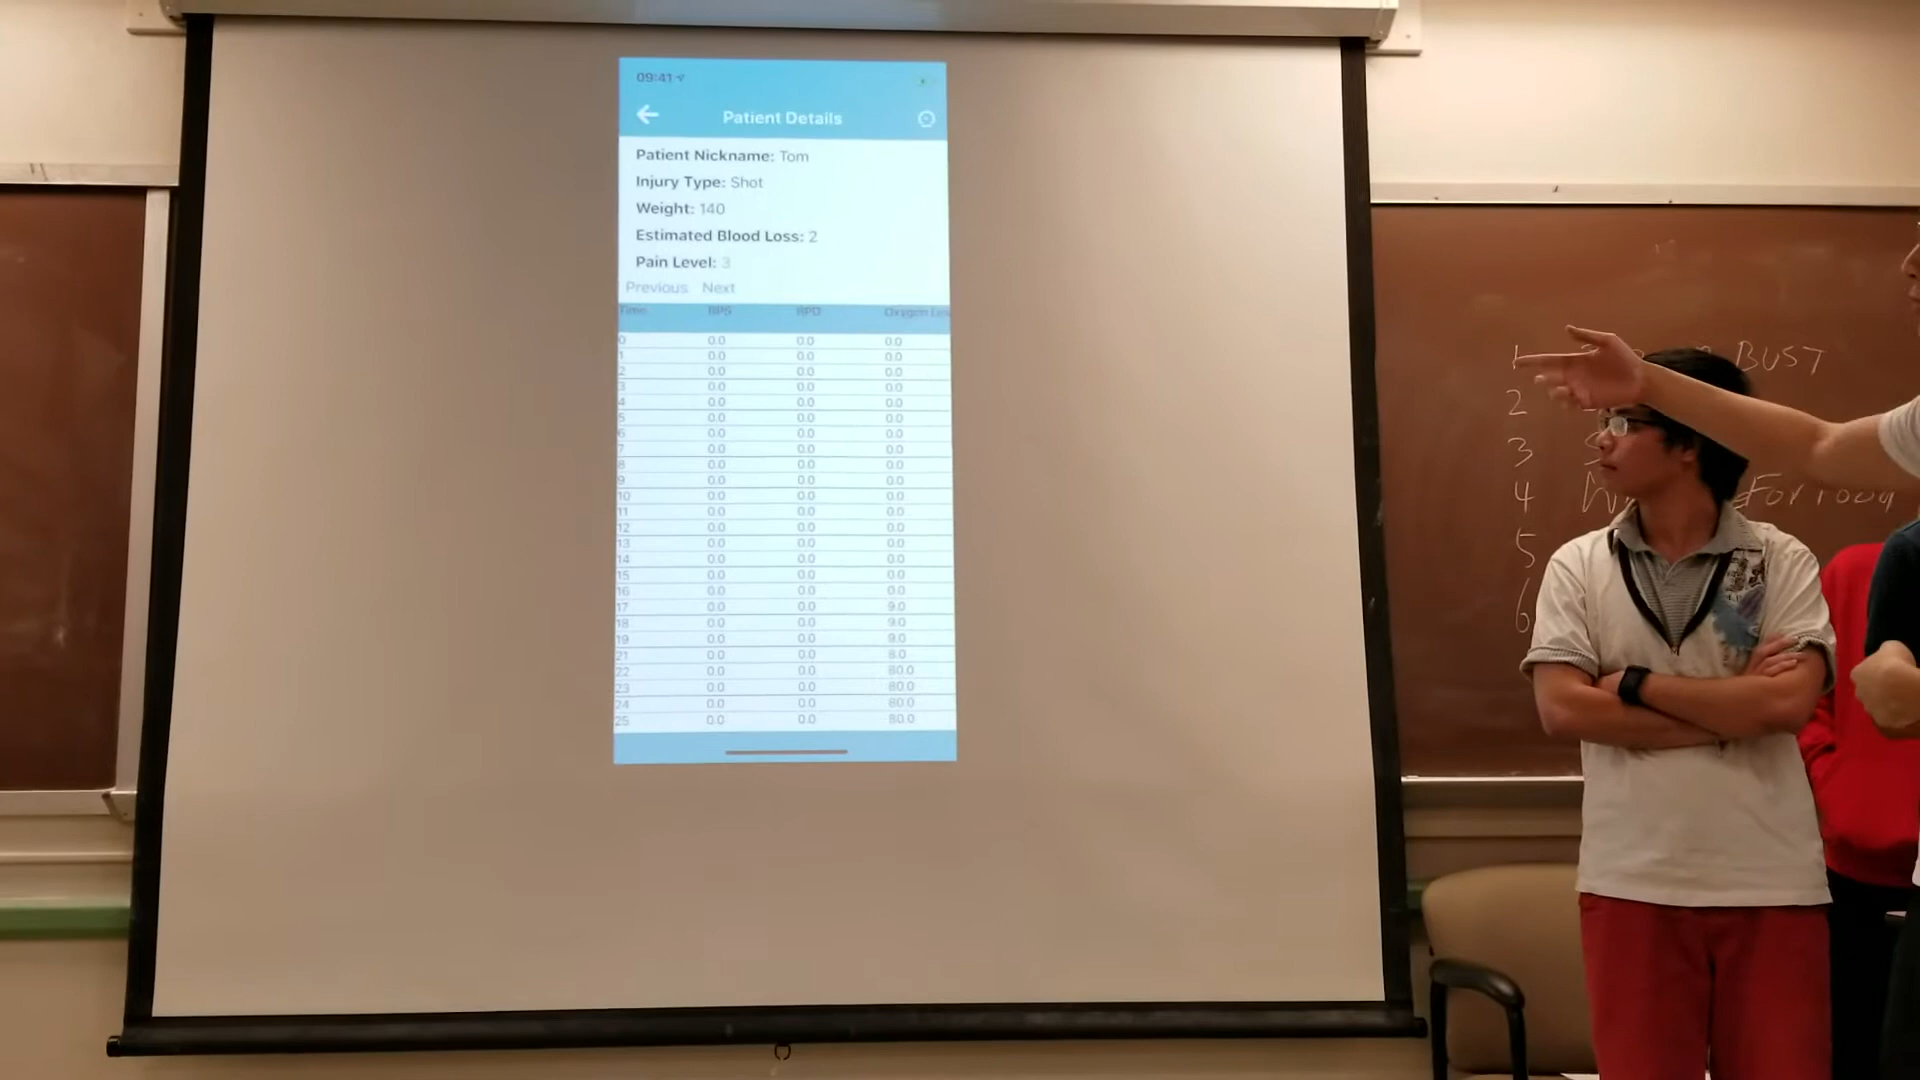 09:41
Patient Details
Patient Nickname: Tom
Injury Type: Shot
Weight: 140
Estimated Blood Loss: 2
Pain Level: 3
Previous Next
Time BPS BPD Oxygen Lev
0 0.0 0.0 0.0
1 0.0 0.0 0.0
2 0.0 0.0 0.0
3 0.0 0.0 0.0
4 0.0 0.0 0.0
5 0.0 0.0 0.0
6 0.0 0.0 0.0
7 0.0 0.0 0.0
8 0.0 0.0 0.0
9 0.0 0.0 0.0
10 0.0 0.0 0.0
11 0.0 0.0 0.0
12 0.0 0.0 0.0
13 0.0 0.0 0.0
14 0.0 0.0 0.0
15 0.0 0.0 0.0
16 0.0 0.0 0.0
17 0.0 0.0 9.0
18 0.0 0.0 9.0
19 0.0 0.0 9.0
21 0.0 0.0 8.0
22 0.0 0.0 80.0
23 0.0 0.0 80.0
24 0.0 0.0 80.0
25 0.0 0.0 80.0
1 BUST
2
3
4
5
6